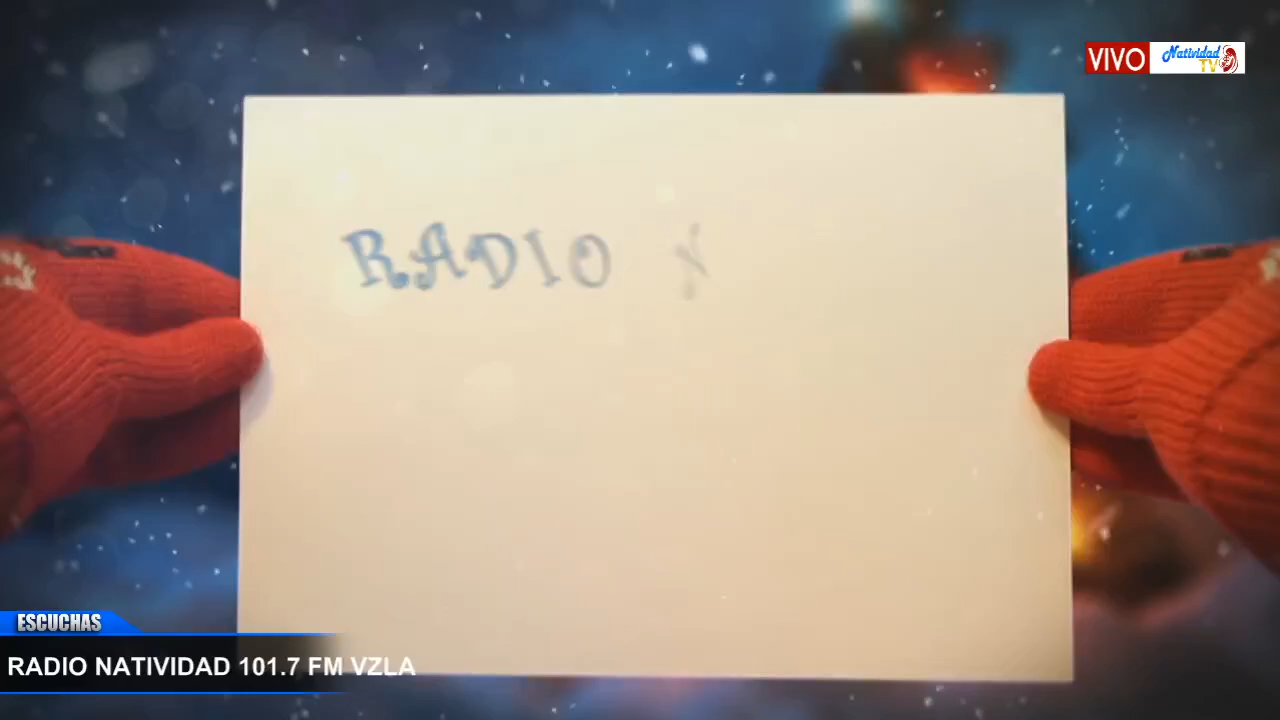 VIVO Natividad TV
RADIO N
ESCUCHAS
RADIO NATIVIDAD 101.7 FM VZLA